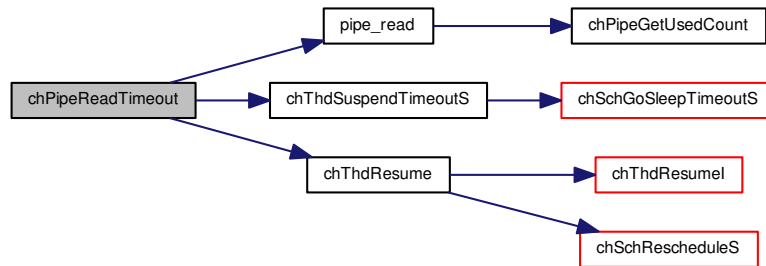 pipe_read
chPipeGetUsedCount
chPipeReadTimeout
chThdSuspendTimeoutS
chSchGoSleepTimeoutS
chThdResume
chThdResumeI
chSchRescheduleS